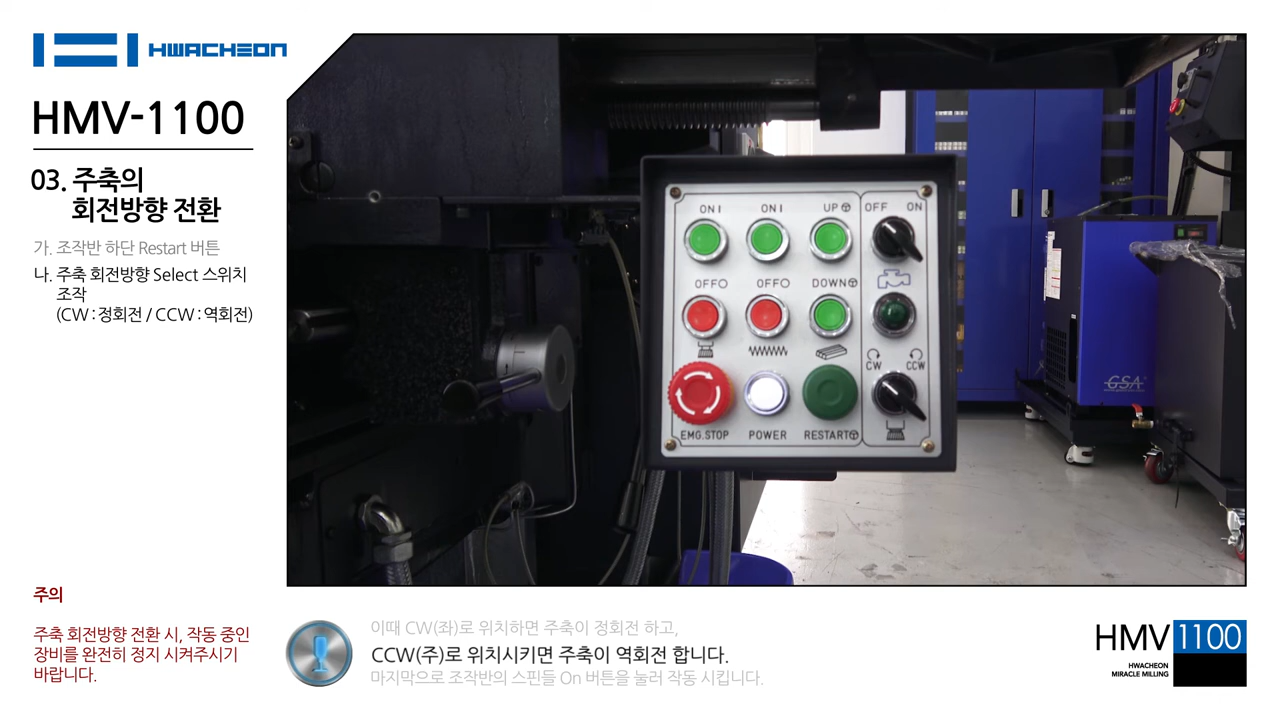 HWACHEON
HMV-1100
03. 주축의
회전방향 전환
가. 조작반 하단 Restart 버튼
나. 주축 회전방향 Select 스위치
조작
(CW : 정회전 / CCW : 역회전)
ON I ON I UP OFF ON
OFF○ OFF○ DOWN
CW CCW
EMG.STOP POWER RESTART
GSA
주의
주축 회전방향 전환 시, 작동 중인
장비를 완전히 정지 시켜주시기
바랍니다.
이때 CW(좌)로 위치하면 주축이 정회전 하고,
CCW(주)로 위치시키면 주축이 역회전 합니다.
마지막으로 조작반의 스핀들 On 버튼을 눌러 작동 시킵니다.
HMV 1100
HWACHEON
MIRACLE MILLING